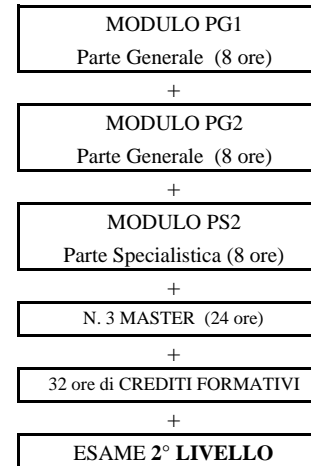 MODULO PG1
Parte Generale (8 ore)
+
MODULO PG2
Parte Generale (8 ore)
+
MODULO PS2
Parte Specialistica (8 ore)
+
N. 3 MASTER (24 ore)
+
32 ore di CREDITI FORMATIVI
+
ESAME 2° LIVELLO